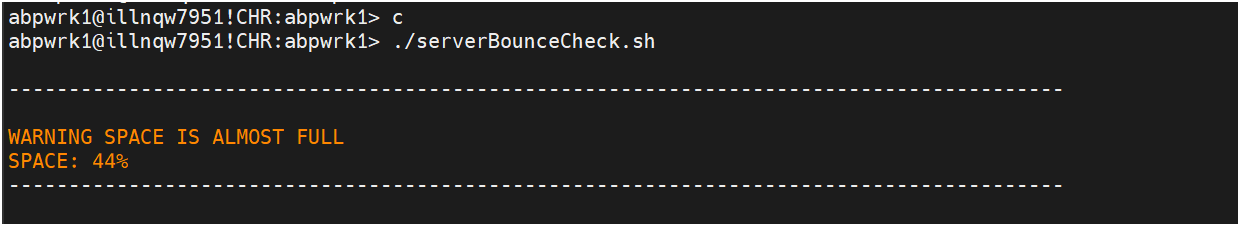 abpwrk1@illnqw7951!CHR:abpwrk1> c
abpwrk1@illnqw7951!CHR:abpwrk1> ./serverBounceCheck.sh
----------------------------------------------------------------------------------------
WARNING SPACE IS ALMOST FULL
SPACE: 44%
----------------------------------------------------------------------------------------